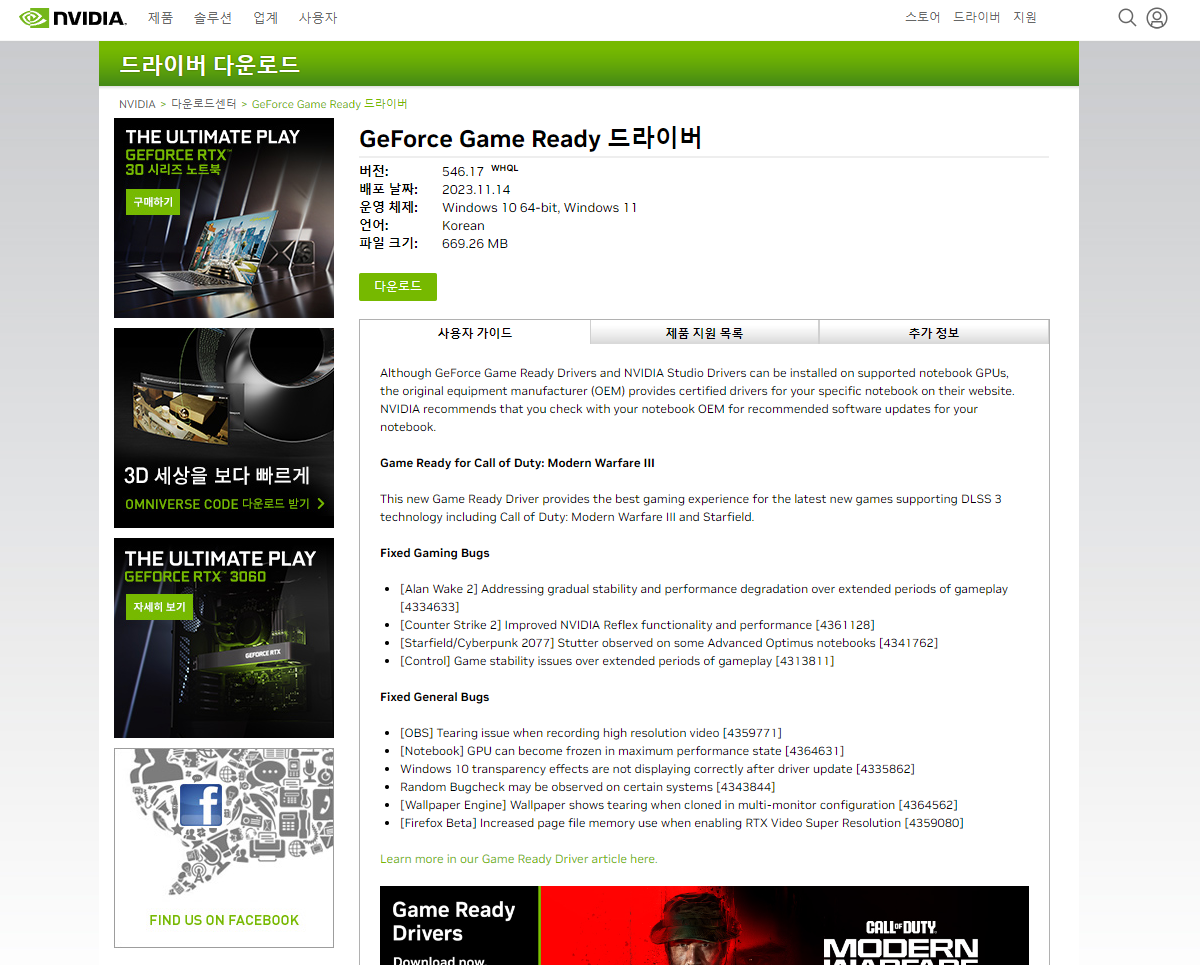 NVIDIA.
제품 솔루션 업계 사용자
스토어 드라이버 지원
드라이버 다운로드
NVIDIA > 다운로드센터 > GeForce Game Ready 드라이버
THE ULTIMATE PLAY
GEFORCE RTX™
3D 시리즈 노트북
구매하기
3D 세상을 보다 빠르게
OMNIVERSE CODE 다운로드 받기
THE ULTIMATE PLAY
GEFORCE RTX™ 3060
자세히 보기
GEFORCE RTX
FIND US ON FACEBOOK
GeForce Game Ready 드라이버
버전: 546.17 WHQL
배포 날짜: 2023.11.14
운영 체제: Windows 10 64-bit, Windows 11
언어: Korean
파일 크기: 669.26 MB
다운로드
사용자 가이드 제품 지원 목록 추가 정보
Although GeForce Game Ready Drivers and NVIDIA Studio Drivers can be installed on supported notebook GPUs,
the original equipment manufacturer (OEM) provides certified drivers for your specific notebook on their website.
NVIDIA recommends that you check with your notebook OEM for recommended software updates for your
notebook.
Game Ready for Call of Duty: Modern Warfare III
This new Game Ready Driver provides the best gaming experience for the latest new games supporting DLSS 3
technology including Call of Duty: Modern Warfare III and Starfield.
Fixed Gaming Bugs
• [Alan Wake 2] Addressing gradual stability and performance degradation over extended periods of gameplay
[4334633]
• [Counter Strike 2] Improved NVIDIA Reflex functionality and performance [4361128]
• [Starfield/Cyberpunk 2077] Stutter observed on some Advanced Optimus notebooks [4341762]
• [Control] Game stability issues over extended periods of gameplay [4313811]
Fixed General Bugs
• [OBS] Tearing issue when recording high resolution video [4359771]
• [Notebook] GPU can become frozen in maximum performance state [4364631]
• Windows 10 transparency effects are not displaying correctly after driver update [4335862]
• Random Bugcheck may be observed on certain systems [4343844]
• [Wallpaper Engine] Wallpaper shows tearing when cloned in multi-monitor configuration [4364562]
• [Firefox Beta] Increased page file memory use when enabling RTX Video Super Resolution [4359080]
Learn more in our Game Ready Driver article here.
Game Ready
Drivers
Download now.
CALL OF DUTY
MODERN
WARFARE